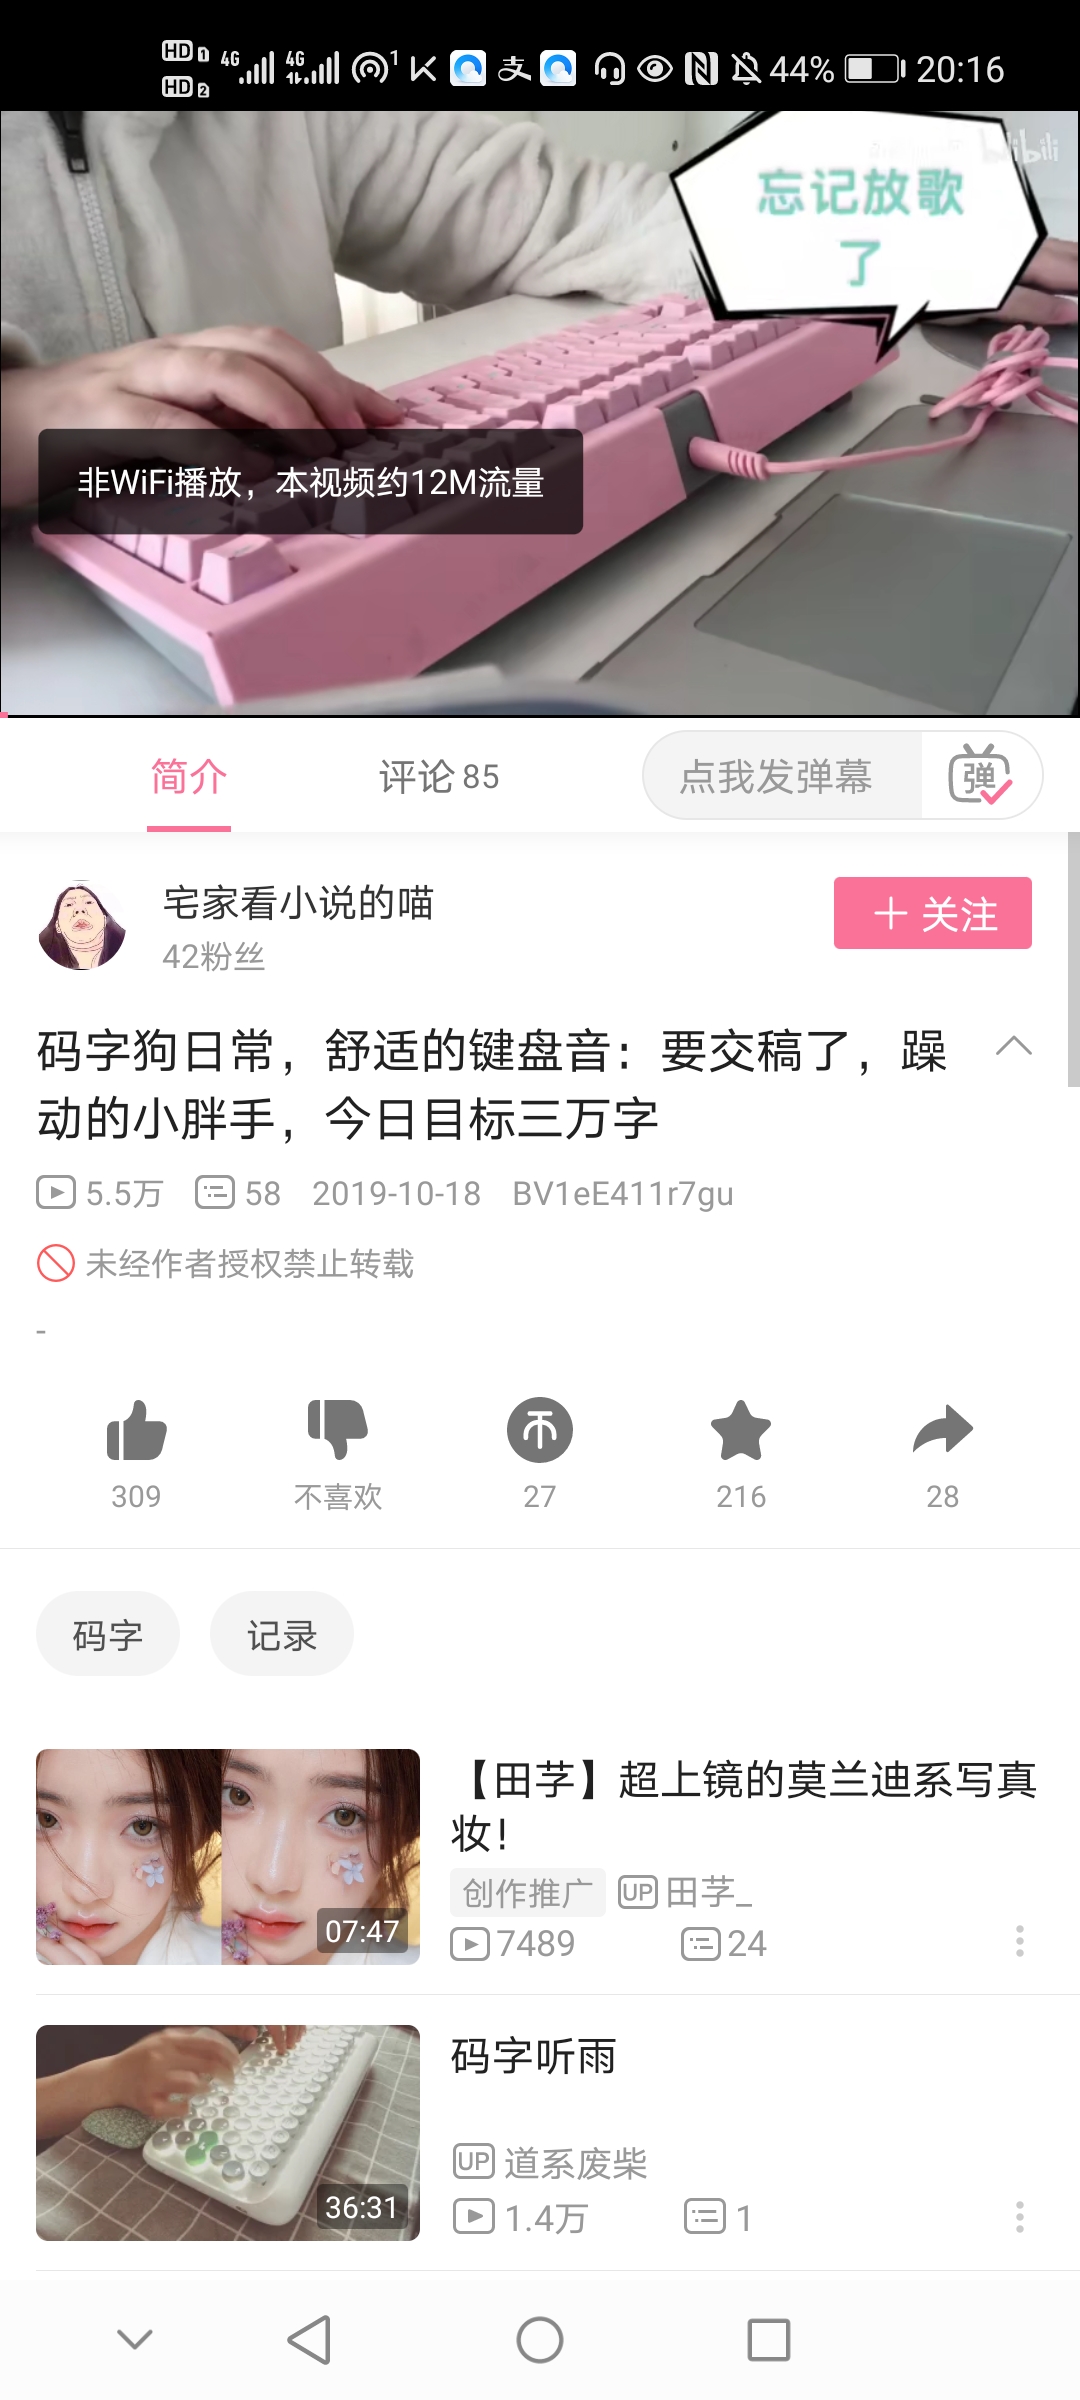 HD 1 4G 4G 1 支 44% 20:16
HD 2
bilibili
忘记放歌
了
非WiFi播放，本视频约12M流量
简介 评论 85 点我发弹幕 弹
宅家看小说的喵
42粉丝
＋关注
码字狗日常，舒适的键盘音：要交稿了，躁
动的小胖手，今日目标三万字
5.5万 58 2019-10-18 BV1eE411r7gu
未经作者授权禁止转载
-
309 不喜欢 27 216 28
码字 记录
07:47
【田芓】超上镜的莫兰迪系写真
妆！
创作推广 UP 田芓_
7489 24
36:31
码字听雨
UP 道系废柴
1.4万 1